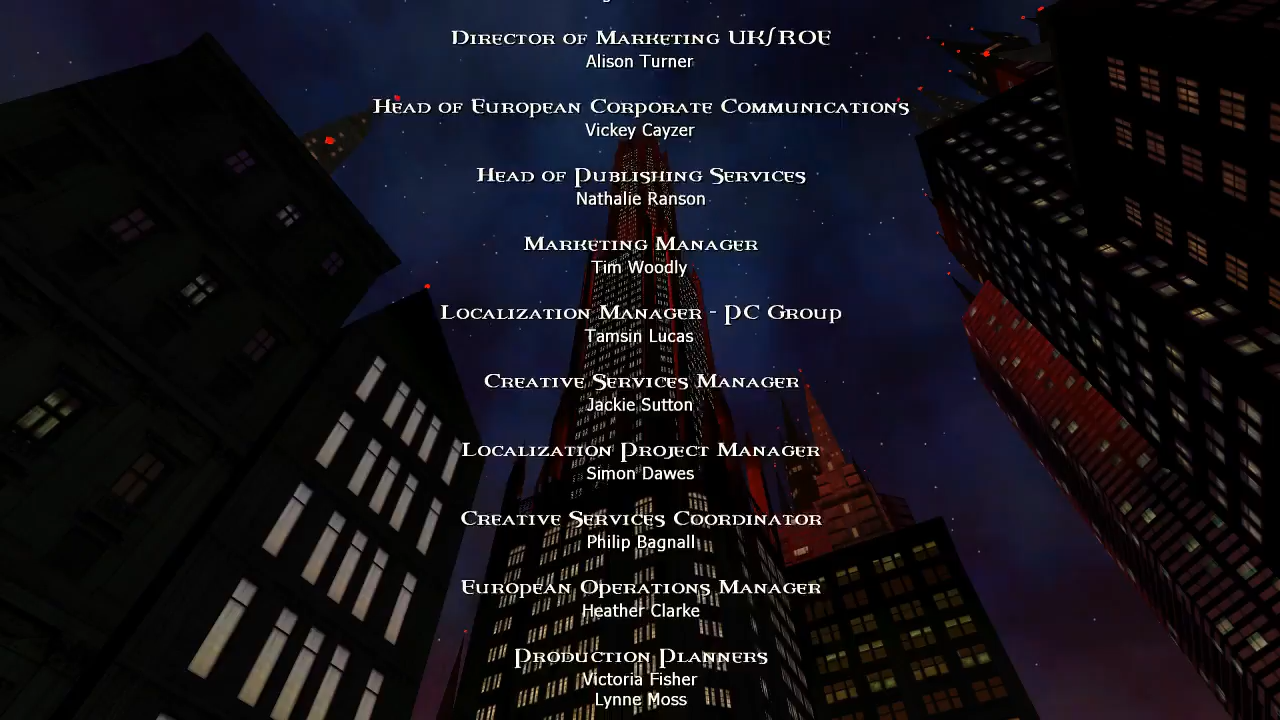 Director of Marketing UK/ROE
Alison Turner
Head of European Corporate Communications
Vickey Cayzer
Head of Publishing Services
Nathalie Ranson
Marketing Manager
Tim Woodly
Localization Manager - PC Group
Tamsin Lucas
Creative Services Manager
Jackie Sutton
Localization Project Manager
Simon Dawes
Creative Services Coordinator
Philip Bagnall
European Operations Manager
Heather Clarke
Production Planners
Victoria Fisher
Lynne Moss